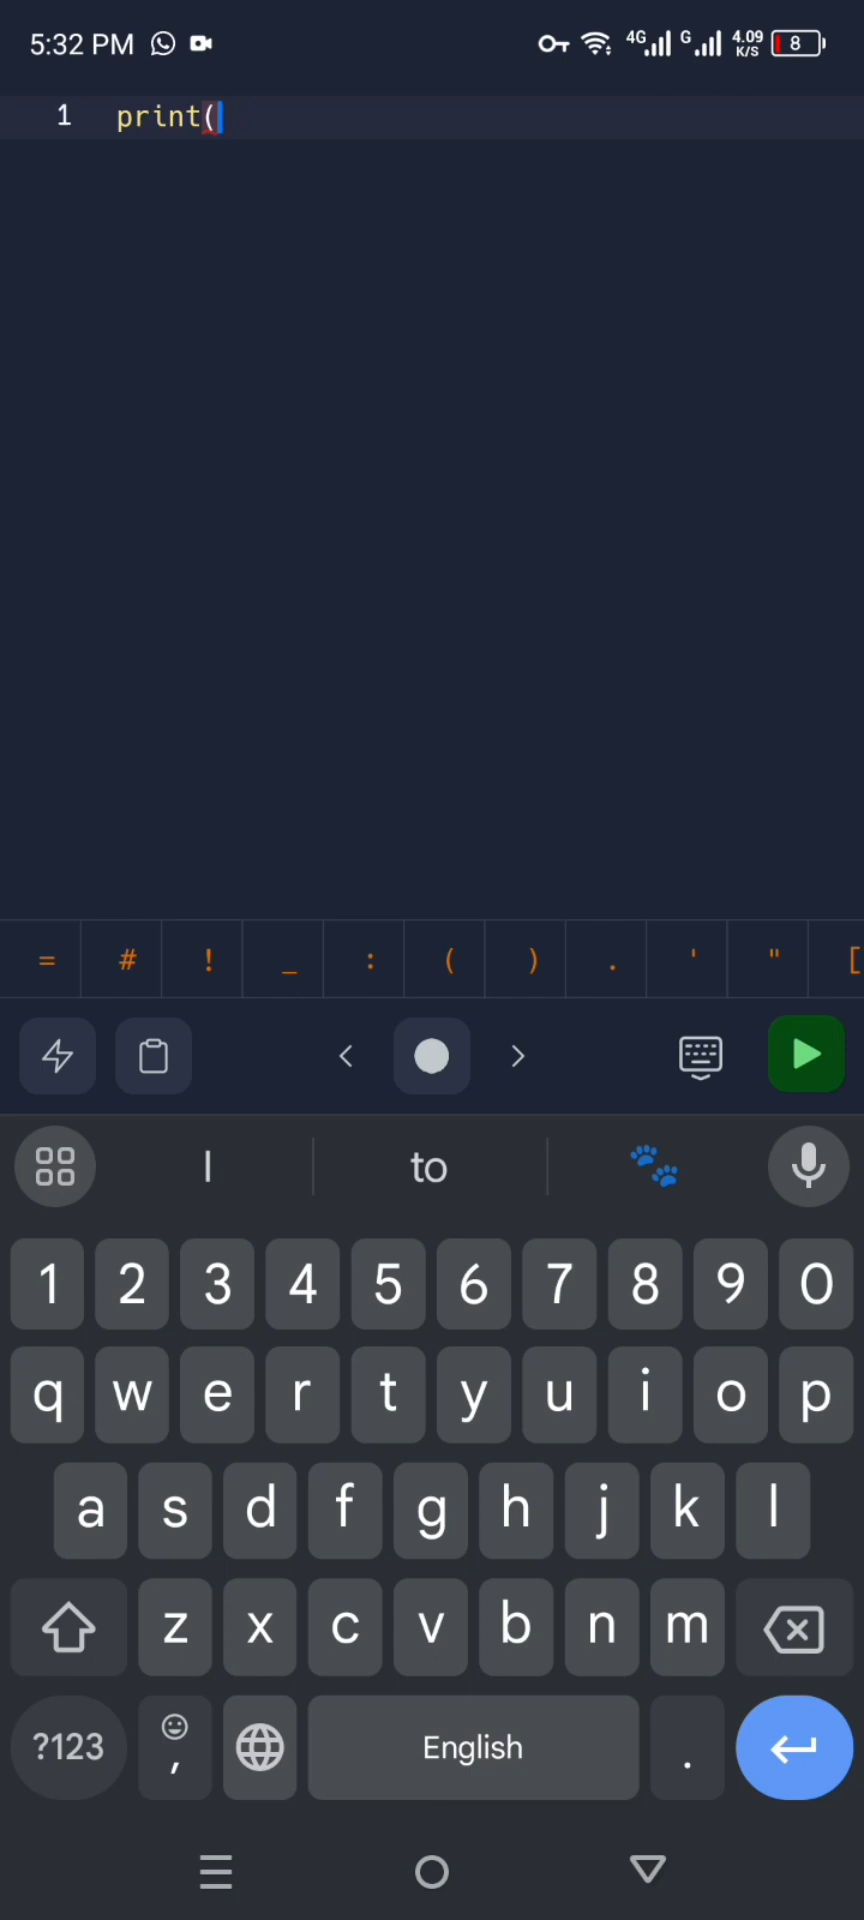 5:32 PM 4G G 4.09 K/S 8
1 print(
= # ! _ : ( ) . ' " [
< >
I to
1 2 3 4 5 6 7 8 9 0
q w e r t y u i o p
a s d f g h j k l
z x c v b n m
?123 , English .